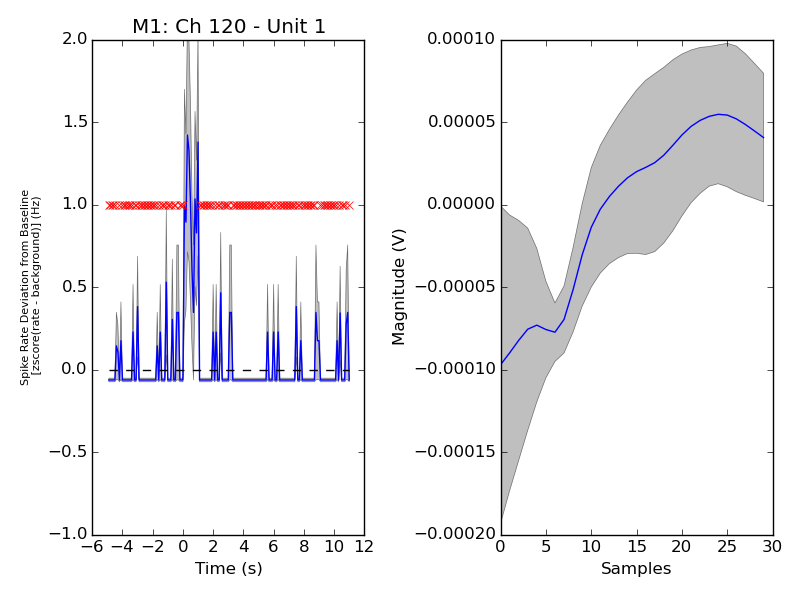 M1: Ch 120 - Unit 1
Spike Rate Deviation from Baseline
[zscore(rate - background)] (Hz)
2.0
1.5
1.0
0.5
0.0
−0.5
−1.0
−6 −4 −2 0 2 4 6 8 10 12
Time (s)
Magnitude (V)
0.00010
0.00005
0.00000
−0.00005
−0.00010
−0.00015
−0.00020
0 5 10 15 20 25 30
Samples